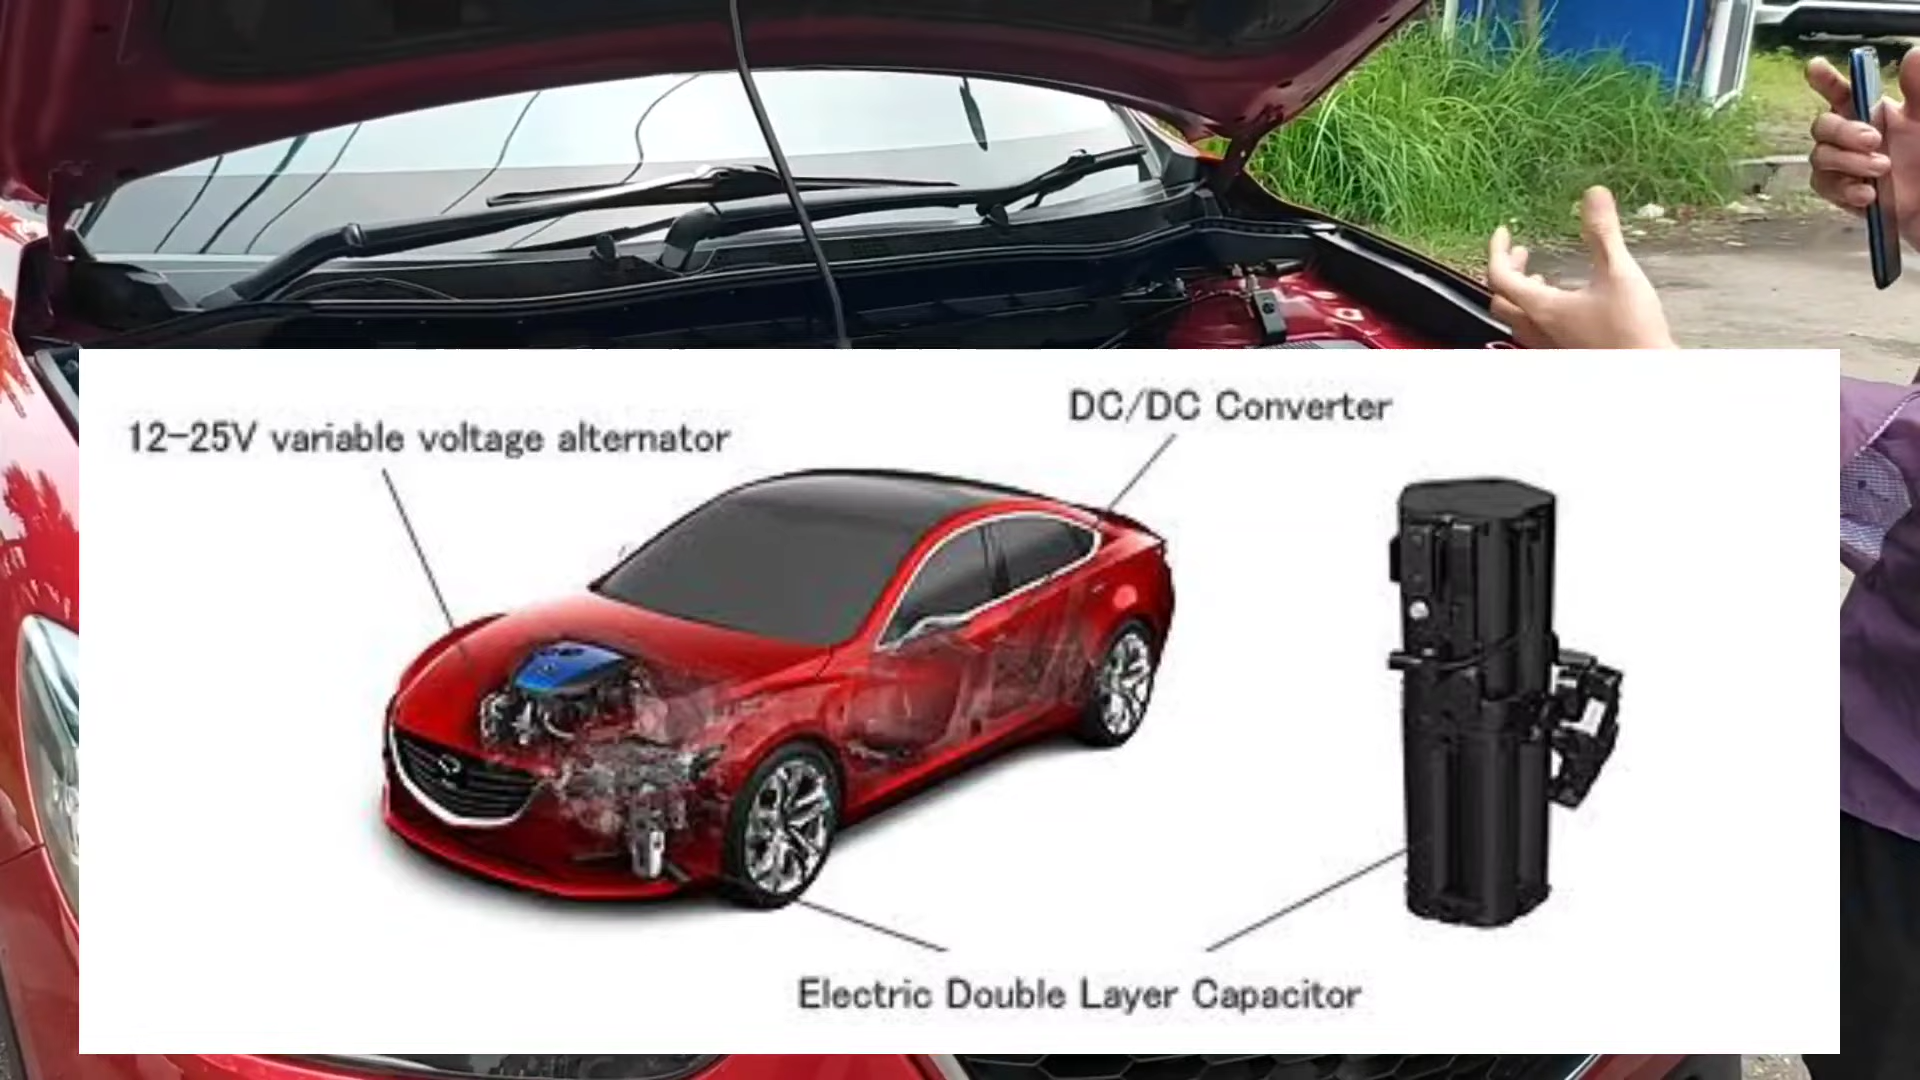 12-25V variable voltage alternator
DC/DC Converter
Electric Double Layer Capacitor